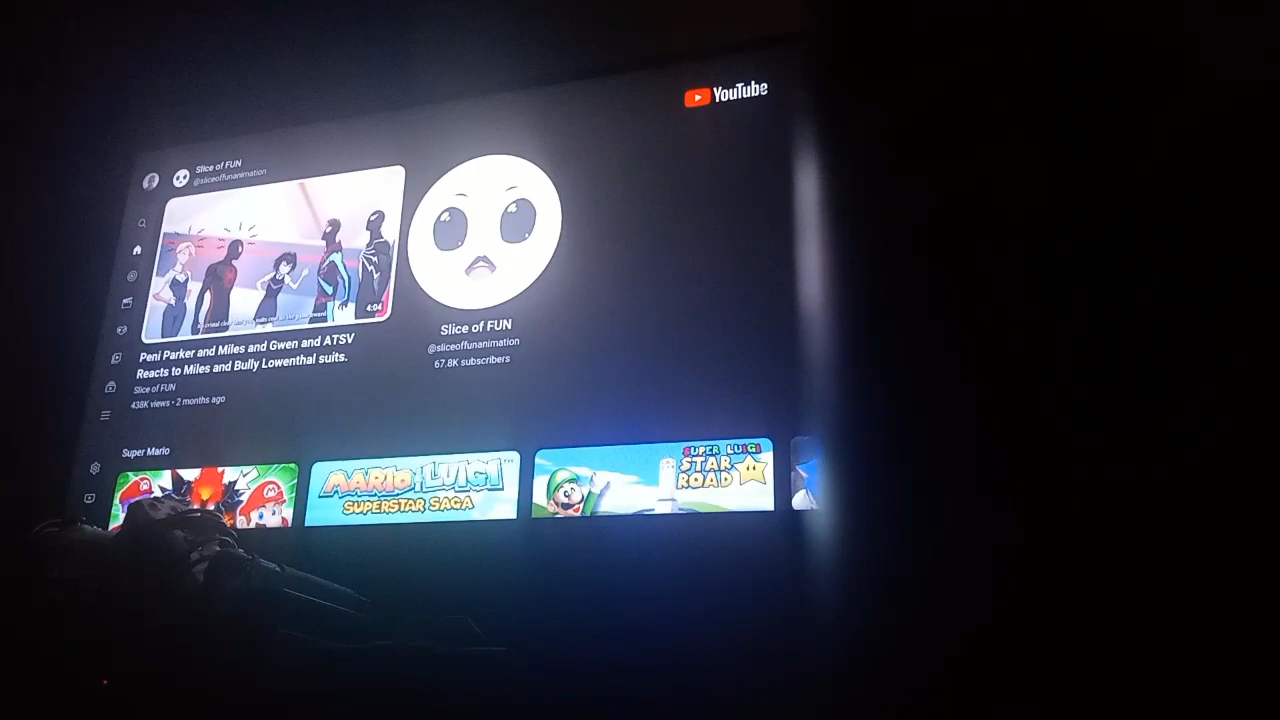 YouTube
Slice of FUN
@sliceoffunanimation
4:04
Peni Parker and Miles and Gwen and ATSV
Reacts to Miles and Bully Lowenthal suits.
Slice of FUN
438K views • 2 months ago
Slice of FUN
@sliceoffunanimation
67.8K subscribers
Super Mario
MARIO & LUIGI™
SUPERSTAR SAGA
SUPER LUIGI
STAR
ROAD